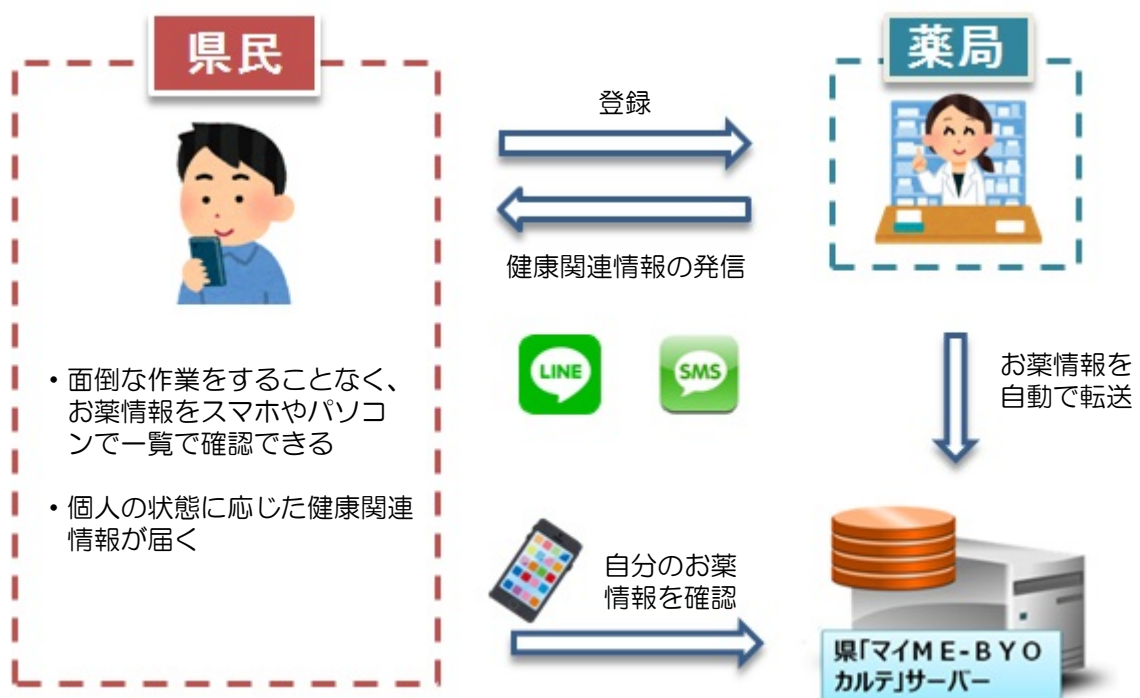 県民
薬局
登録
健康関連情報の発信
LINE
SMS
お薬情報を
自動で転送
・面倒な作業をすることなく、
お薬情報をスマホやパソコ
ンで一覧で確認できる
・個人の状態に応じた健康関連
情報が届く
自分のお薬
情報を確認
県「マイME-BYO
カルテ」サーバー